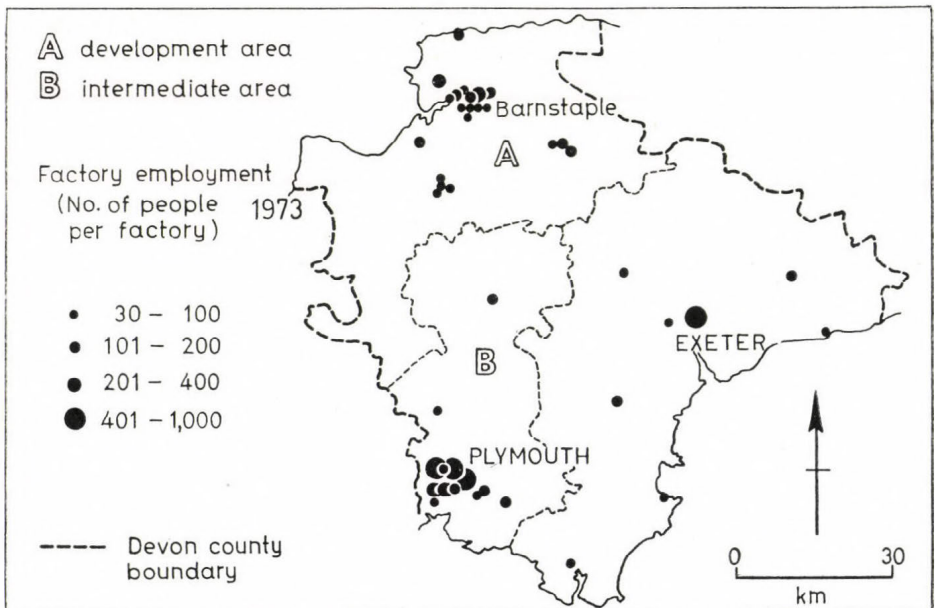 A development area
B intermediate area
Factory employment
(No. of people
per factory)
1973
30 – 100
101 – 200
201 – 400
401 – 1,000
Devon county
boundary
Barnstaple
A
EXETER
B
PLYMOUTH
0 30
km